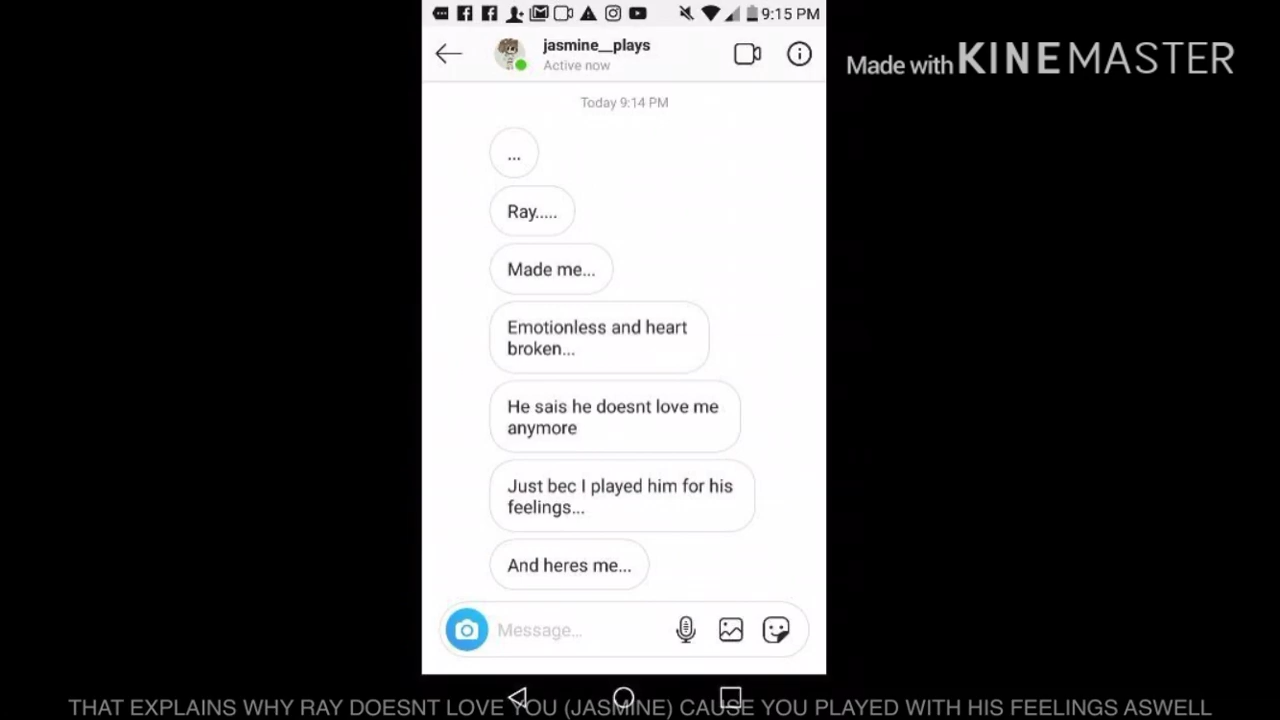 9:15 PM
jasmine__plays
Active now
Made with KINEMASTER
Today 9:14 PM
...
Ray.....
Made me...
Emotionless and heart
broken...
He sais he doesnt love me
anymore
Just bec I played him for his
feelings...
And heres me...
Message...
THAT EXPLAINS WHY RAY DOESNT LOVE YOU (JASMINE) CAUSE YOU PLAYED WITH HIS FEELINGS ASWELL